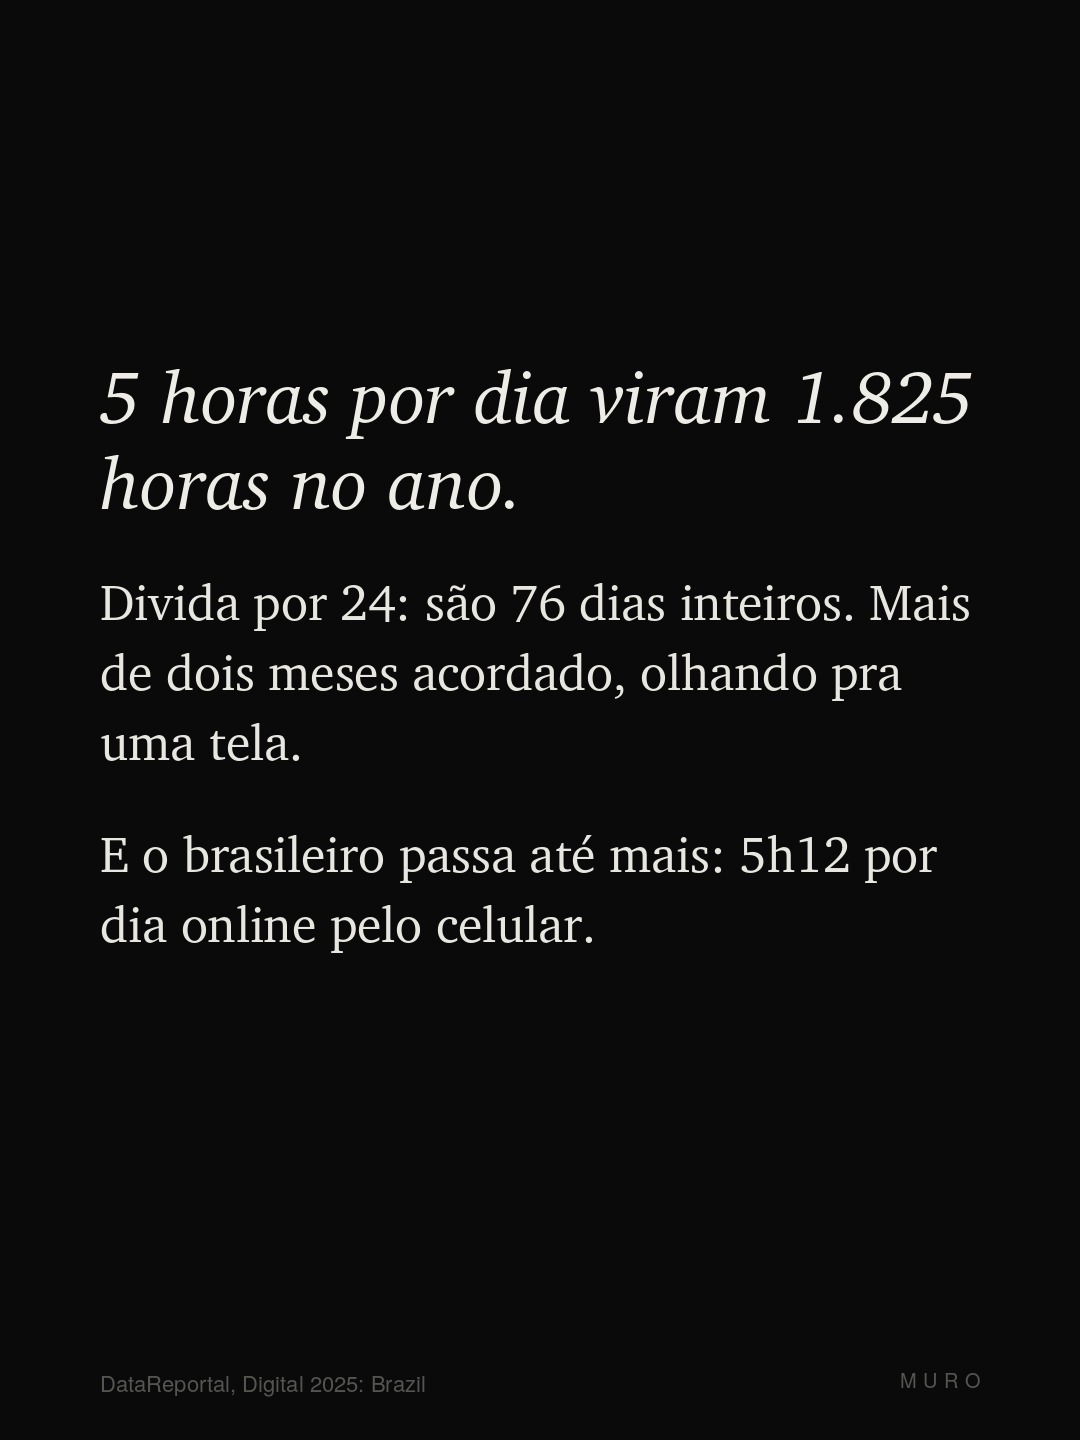 5 horas por dia viram 1.825
horas no ano.
Divida por 24: são 76 dias inteiros. Mais
de dois meses acordado, olhando pra
uma tela.
E o brasileiro passa até mais: 5h12 por
dia online pelo celular.
DataReportal, Digital 2025: Brazil
MURO